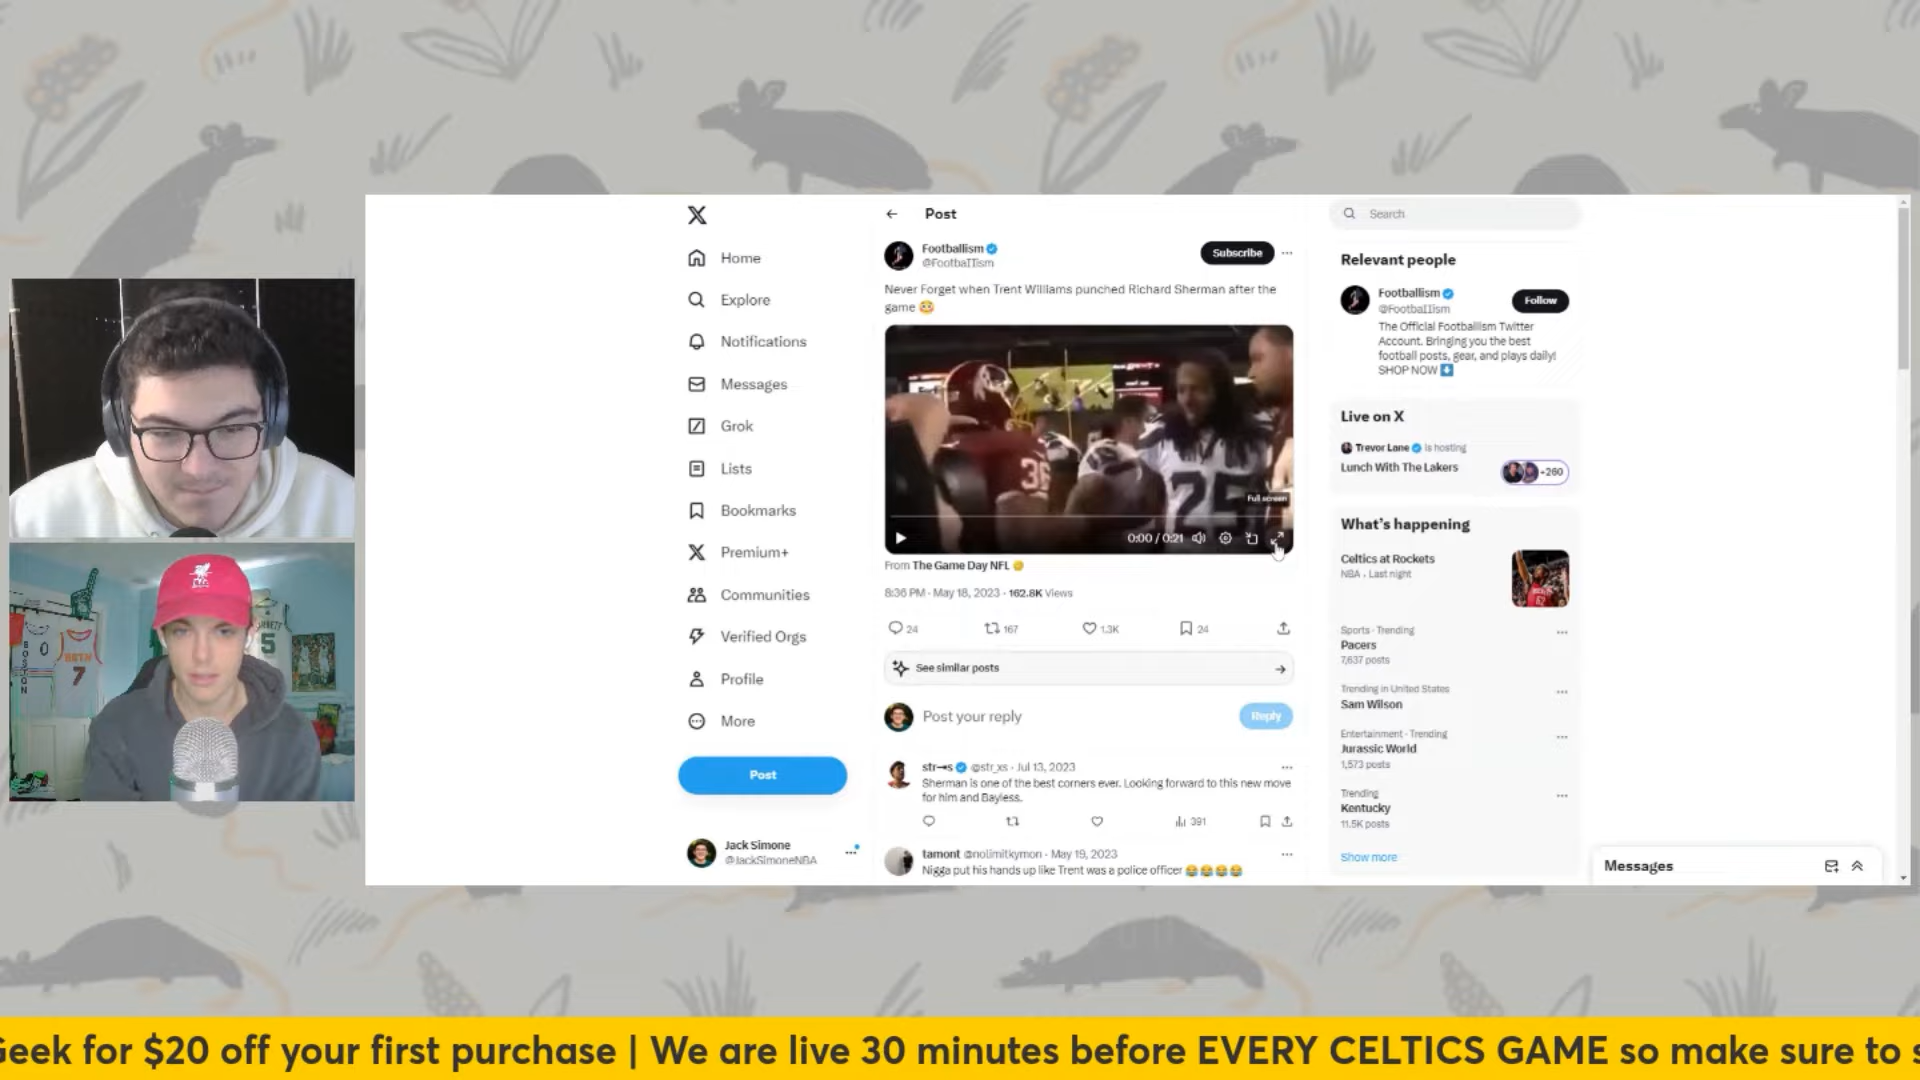 Home
Explore
Notifications
Messages
Grok
Lists
Bookmarks
Premium+
Communities
Verified Orgs
Profile
More
Post
Jack Simone
@JackSimoneNBA
Post
Footballism
@FootbaIIism
Subscribe
Never Forget when Trent Williams punched Richard Sherman after the
game 😳
36
25
Full screen
0:00 / 0:21
From The Game Day NFL
8:36 PM · May 18, 2023 · 162.8K Views
24
167
1.3K
24
See similar posts
Post your reply
Reply
@str_xs · Jul 13, 2023
Sherman is one of the best corners ever. Looking forward to this new move
for him and Bayless.
391
tamont @nolimitkymon · May 19, 2023
Nigga put his hands up like Trent was a police officer 😂😂😂😂
Search
Relevant people
Footballism
@FootbaIIism
Follow
The Official Footballism Twitter
Account. Bringing you the best
football posts, gear, and plays daily!
SHOP NOW ⬇️
Live on X
Trevor Lane is hosting
Lunch With The Lakers
+260
What's happening
Celtics at Rockets
NBA · Last night
Sports · Trending
Pacers
7,637 posts
Trending in United States
Sam Wilson
Entertainment · Trending
Jurassic World
1,573 posts
Trending
Kentucky
11.5K posts
Show more
Messages
BOSTON
0
7
5
Geek for $20 off your first purchase | We are live 30 minutes before EVERY CELTICS GAME so make sure to s